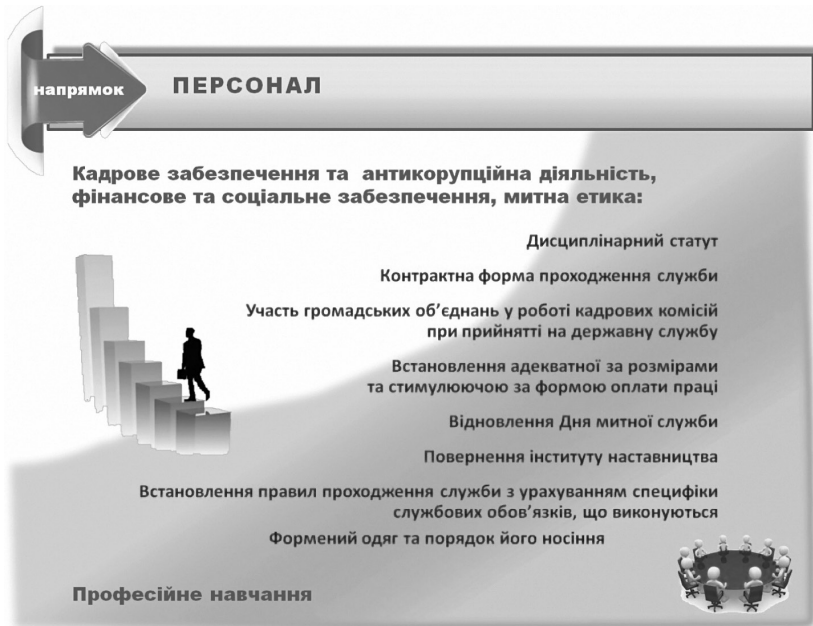 напрямок
ПЕРСОНАЛ
Кадрове забезпечення та антикорупційна діяльність,
фінансове та соціальне забезпечення, митна етика:
Дисциплінарний статут
Контрактна форма проходження служби
Участь громадських об’єднань у роботі кадрових комісій
при прийнятті на державну службу
Встановлення адекватної за розмірами
та стимулюючою за формою оплати праці
Відновлення Дня митної служби
Повернення інституту наставництва
Встановлення правил проходження служби з урахуванням специфіки
службових обов’язків, що виконуються
Формений одяг та порядок його носіння
Професійне навчання